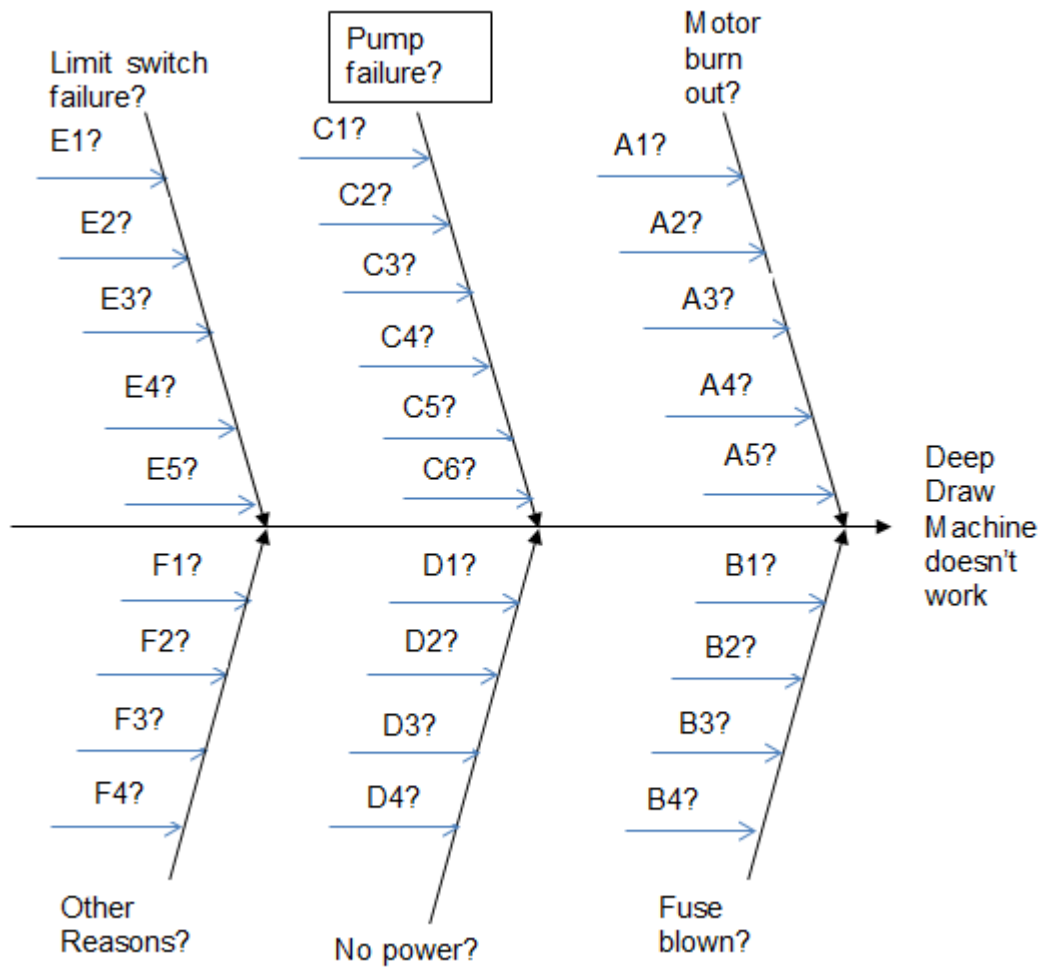 Limit switch
failure?
Pump
failure?
Motor
burn
out?
E1?
E2?
E3?
E4?
E5?
C1?
C2?
C3?
C4?
C5?
C6?
A1?
A2?
A3?
A4?
A5?
Deep
Draw
Machine
doesn't
work
F1?
F2?
F3?
F4?
D1?
D2?
D3?
D4?
B1?
B2?
B3?
B4?
Other
Reasons?
No power?
Fuse
blown?